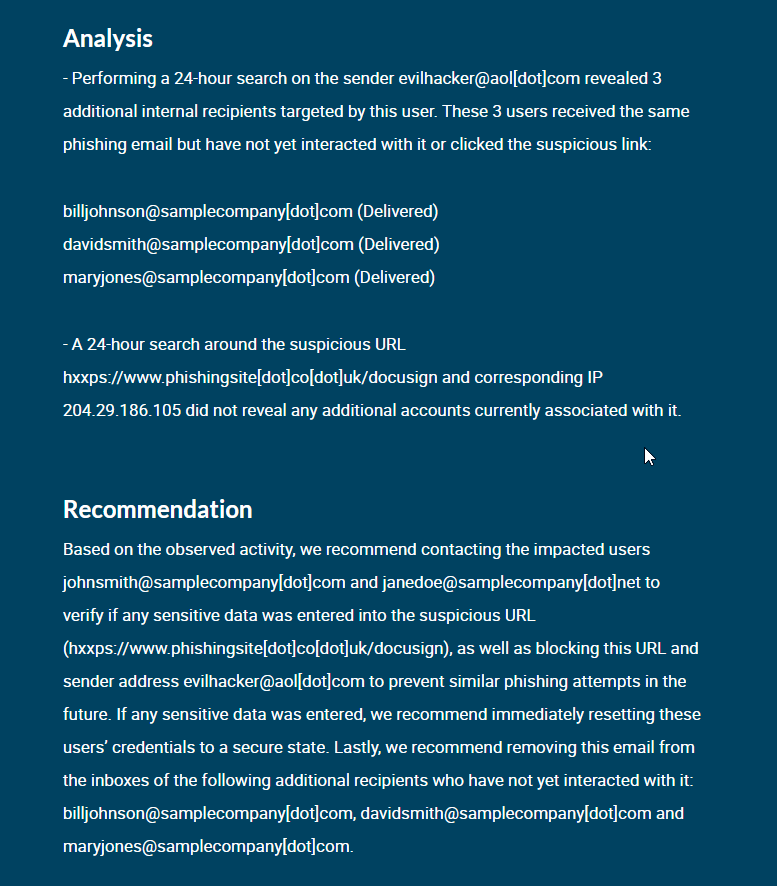 Analysis
- Performing a 24-hour search on the sender evilhacker@aol[dot]com revealed 3
additional internal recipients targeted by this user. These 3 users received the same
phishing email but have not yet interacted with it or clicked the suspicious link:
billjohnson@samplecompany[dot]com (Delivered)
davidsmith@samplecompany[dot]com (Delivered)
maryjones@samplecompany[dot]com (Delivered)
- A 24-hour search around the suspicious URL
hxxps://www.phishingsite[dot]co[dot]uk/docusign and corresponding IP
204.29.186.105 did not reveal any additional accounts currently associated with it.
Recommendation
Based on the observed activity, we recommend contacting the impacted users
johnsmith@samplecompany[dot]com and janedoe@samplecompany[dot]net to
verify if any sensitive data was entered into the suspicious URL
(hxxps://www.phishingsite[dot]co[dot]uk/docusign), as well as blocking this URL and
sender address evilhacker@aol[dot]com to prevent similar phishing attempts in the
future. If any sensitive data was entered, we recommend immediately resetting these
users’ credentials to a secure state. Lastly, we recommend removing this email from
the inboxes of the following additional recipients who have not yet interacted with it:
billjohnson@samplecompany[dot]com, davidsmith@samplecompany[dot]com and
maryjones@samplecompany[dot]com.